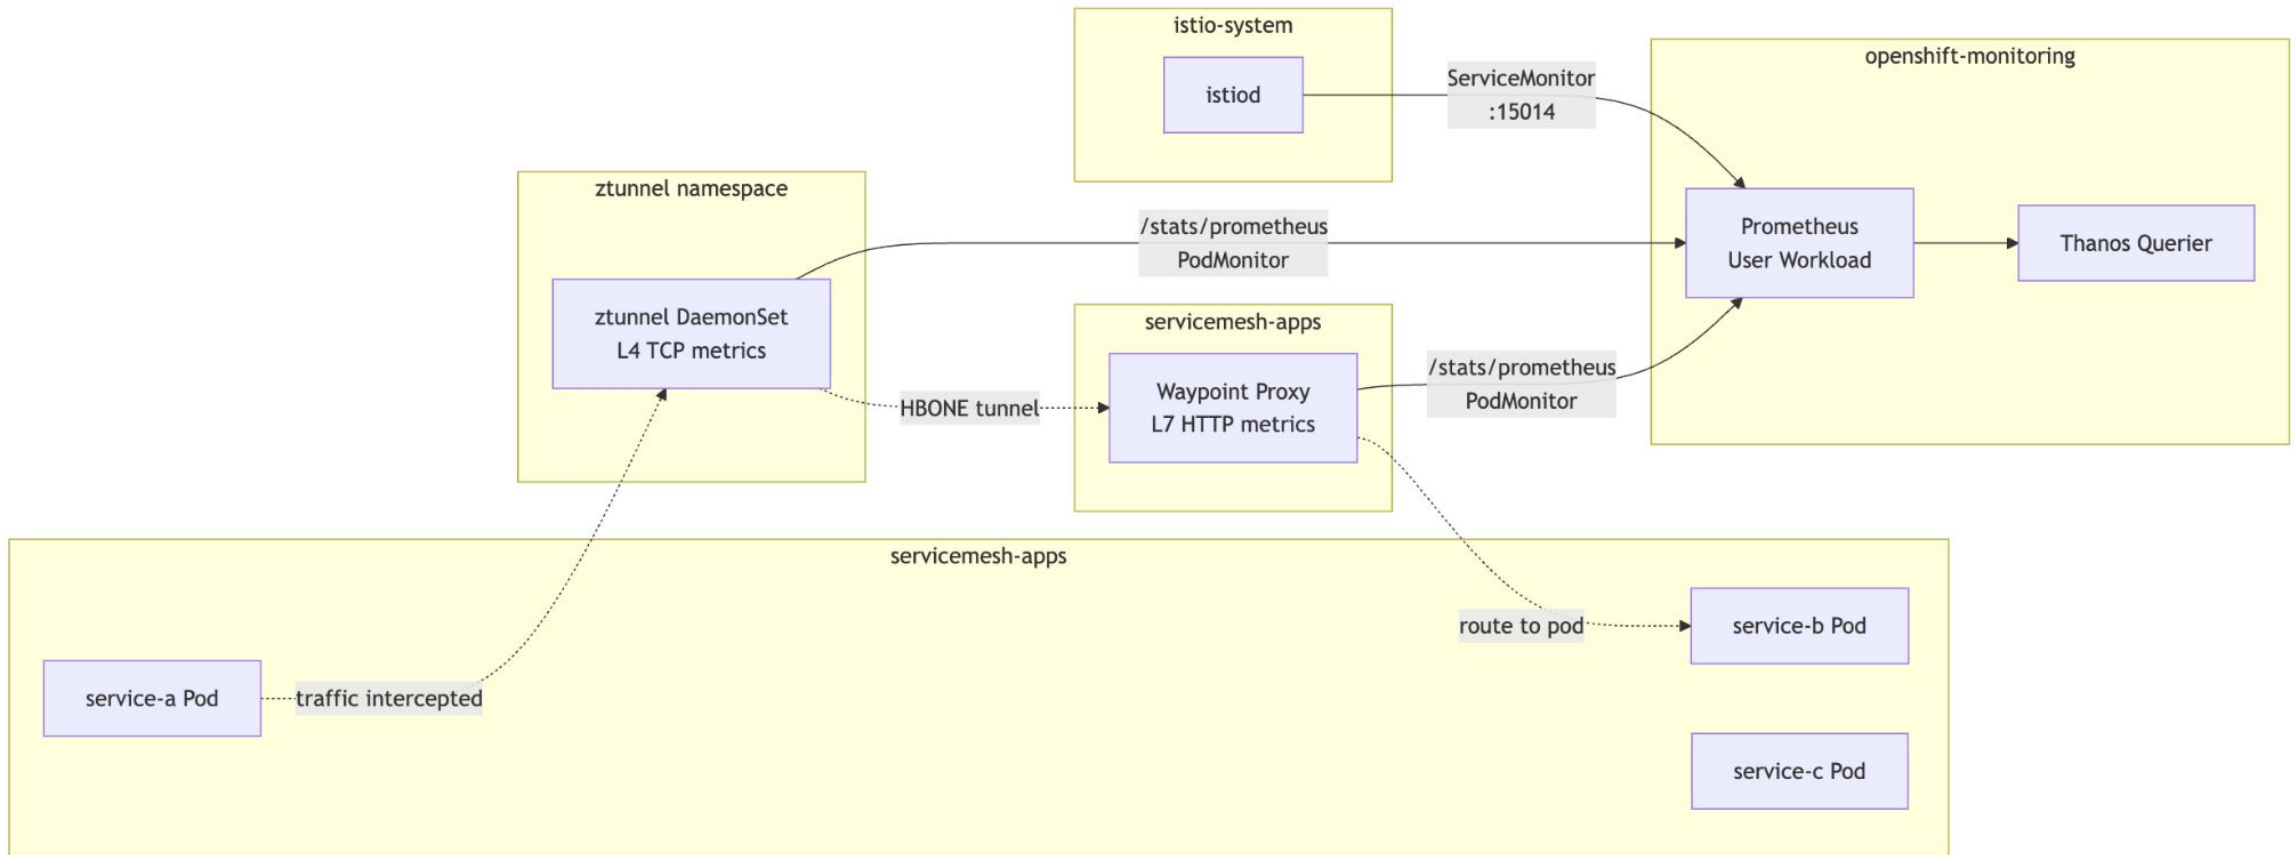 istio-system
istiod
ServiceMonitor
:15014
openshift-monitoring
Prometheus
User Workload
Thanos Querier
ztunnel namespace
ztunnel DaemonSet
L4 TCP metrics
/stats/prometheus
PodMonitor
HBONE tunnel
servicemesh-apps
Waypoint Proxy
L7 HTTP metrics
/stats/prometheus
PodMonitor
servicemesh-apps
service-a Pod
traffic intercepted
route to pod
service-b Pod
service-c Pod